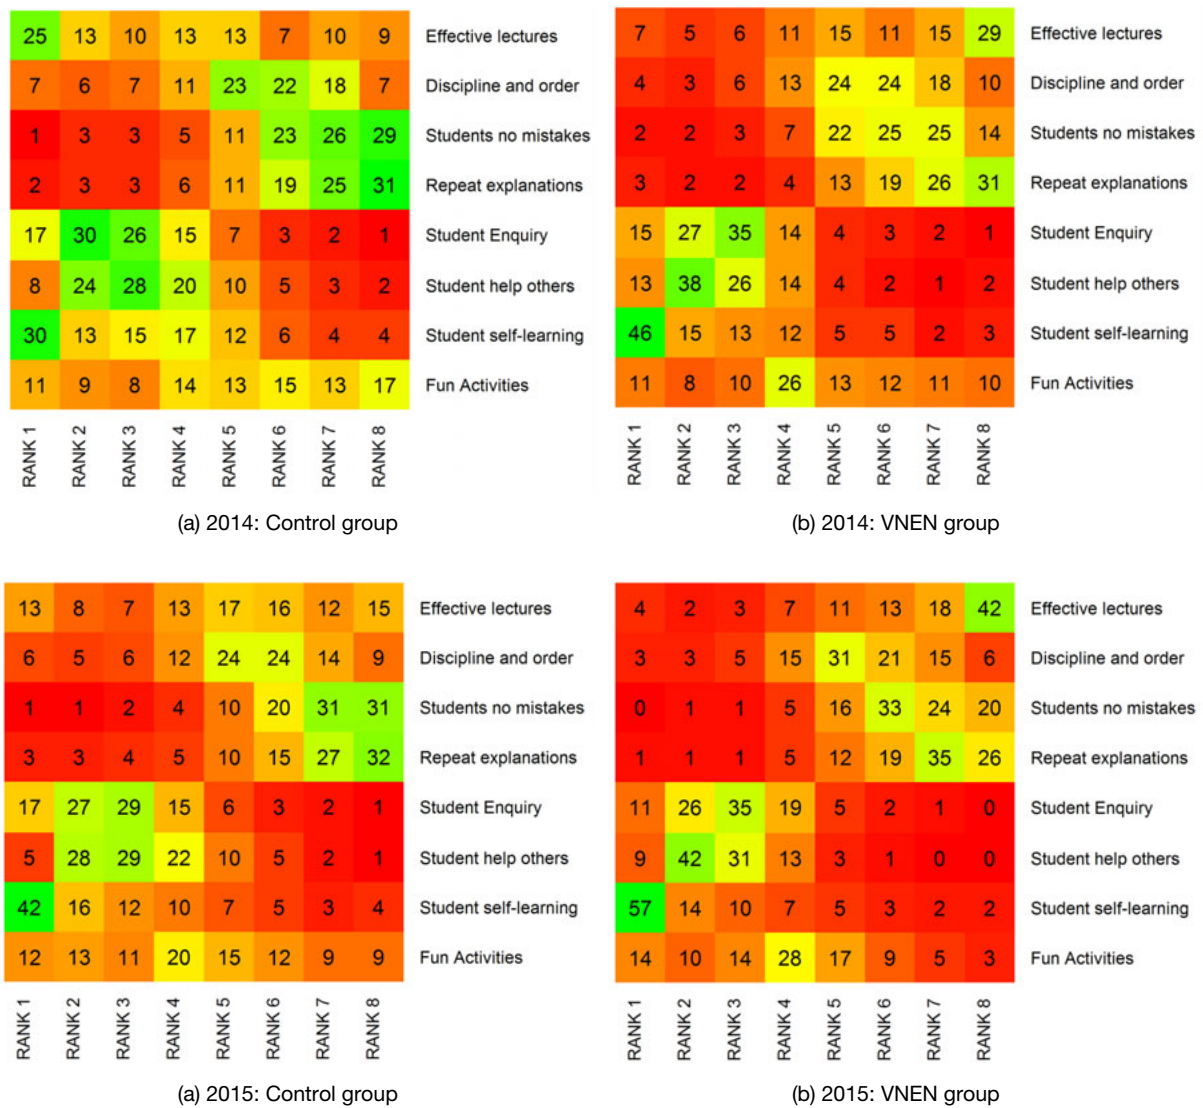 25 13 10 13 13 7 10 9 Effective lectures
7 6 7 11 23 22 18 7 Discipline and order
1 3 3 5 11 23 26 29 Students no mistakes
2 3 3 6 11 19 25 31 Repeat explanations
17 30 26 15 7 3 2 1 Student Enquiry
8 24 28 20 10 5 3 2 Student help others
30 13 15 17 12 6 4 4 Student self-learning
11 9 8 14 13 15 13 17 Fun Activities
RANK 1 RANK 2 RANK 3 RANK 4 RANK 5 RANK 6 RANK 7 RANK 8
(a) 2014: Control group
7 5 6 11 15 11 15 29 Effective lectures
4 3 6 13 24 24 18 10 Discipline and order
2 2 3 7 22 25 25 14 Students no mistakes
3 2 2 4 13 19 26 31 Repeat explanations
15 27 35 14 4 3 2 1 Student Enquiry
13 38 26 14 4 2 1 2 Student help others
46 15 13 12 5 5 2 3 Student self-learning
11 8 10 26 13 12 11 10 Fun Activities
RANK 1 RANK 2 RANK 3 RANK 4 RANK 5 RANK 6 RANK 7 RANK 8
(b) 2014: VNEN group
13 8 7 13 17 16 12 15 Effective lectures
6 5 6 12 24 24 14 9 Discipline and order
1 1 2 4 10 20 31 31 Students no mistakes
3 3 4 5 10 15 27 32 Repeat explanations
17 27 29 15 6 3 2 1 Student Enquiry
5 28 29 22 10 5 2 1 Student help others
42 16 12 10 7 5 3 4 Student self-learning
12 13 11 20 15 12 9 9 Fun Activities
RANK 1 RANK 2 RANK 3 RANK 4 RANK 5 RANK 6 RANK 7 RANK 8
(a) 2015: Control group
4 2 3 7 11 13 18 42 Effective lectures
3 3 5 15 31 21 15 6 Discipline and order
0 1 1 5 16 33 24 20 Students no mistakes
1 1 1 5 12 19 35 26 Repeat explanations
11 26 35 19 5 2 1 0 Student Enquiry
9 42 31 13 3 1 0 0 Student help others
57 14 10 7 5 3 2 2 Student self-learning
14 10 14 28 17 9 5 3 Fun Activities
RANK 1 RANK 2 RANK 3 RANK 4 RANK 5 RANK 6 RANK 7 RANK 8
(b) 2015: VNEN group